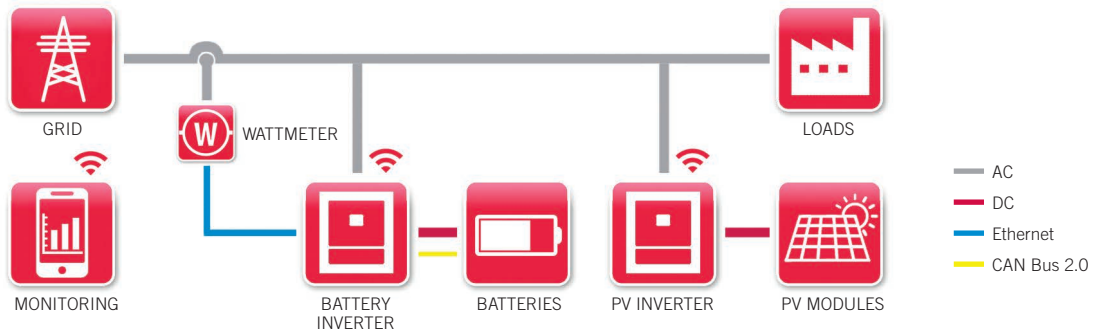 GRID
W
WATTMETER
LOADS
AC
DC
Ethernet
CAN Bus 2.0
MONITORING
BATTERY
INVERTER
BATTERIES
PV INVERTER
PV MODULES